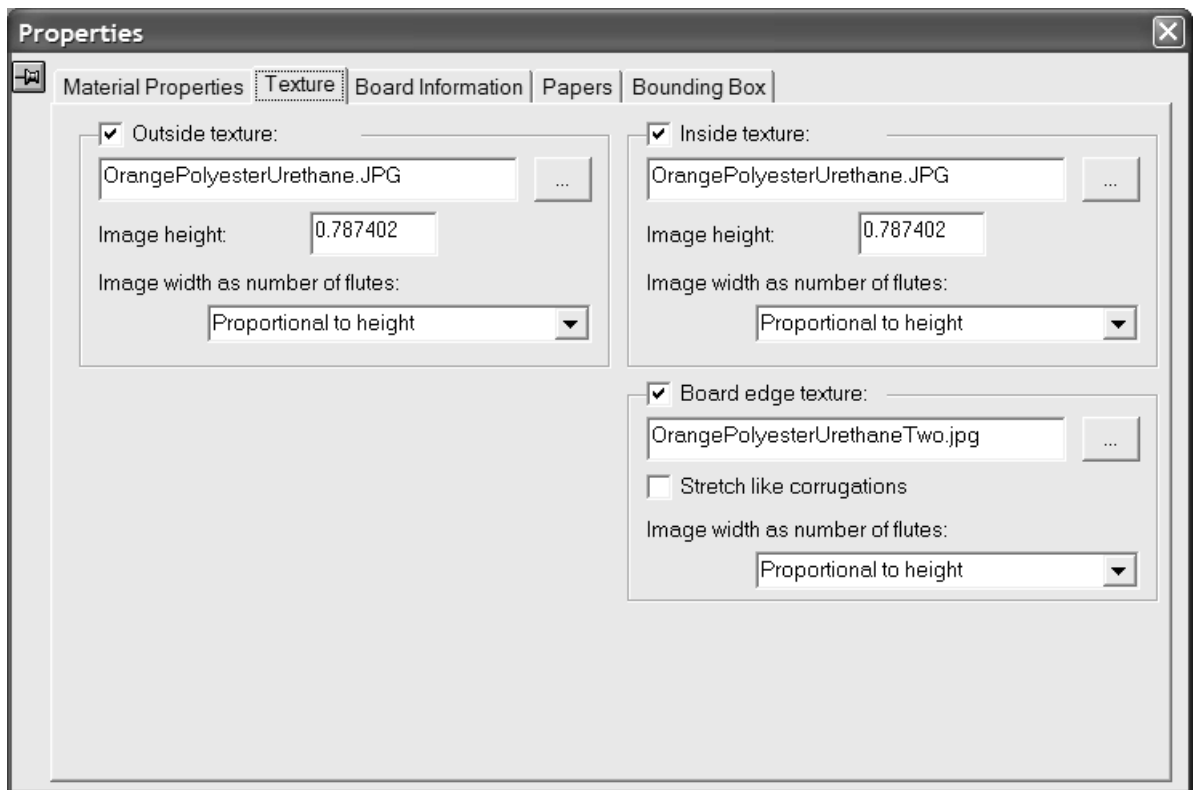 Properties
Material Properties Texture Board Information Papers Bounding Box
Outside texture:
OrangePolyesterUrethane.JPG ...
Image height: 0.787402
Image width as number of flutes:
Proportional to height
Inside texture:
OrangePolyesterUrethane.JPG ...
Image height: 0.787402
Image width as number of flutes:
Proportional to height
Board edge texture:
OrangePolyesterUrethaneTwo.jpg ...
Stretch like corrugations
Image width as number of flutes:
Proportional to height